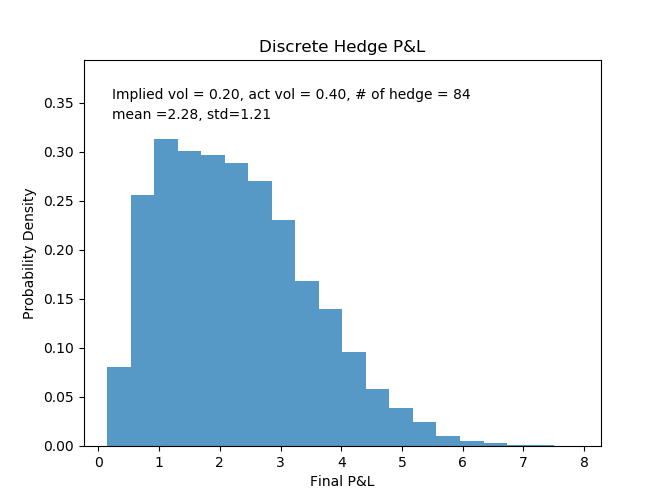 Discrete Hedge P&L
Implied vol = 0.20, act vol = 0.40, # of hedge = 84
mean =2.28, std=1.21
Probability Density
0.35
0.30
0.25
0.20
0.15
0.10
0.05
0.00
0 1 2 3 4 5 6 7 8
Final P&L